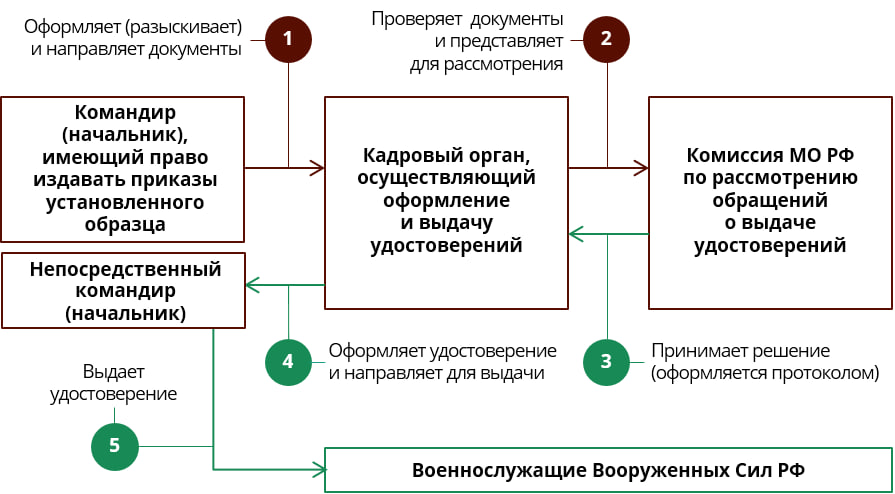 Оформляет (разыскивает)
и направляет документы
1
Проверяет документы
и представляет
для рассмотрения
2
Командир
(начальник),
имеющий право
издавать приказы
установленного
образца
Кадровый орган,
осуществляющий
оформление
и выдачу
удостоверений
Комиссия МО РФ
по рассмотрению
обращений
о выдаче
удостоверений
Непосредственный
командир
(начальник)
4
Оформляет удостоверение
и направляет для выдачи
3
Принимает решение
(оформляется протоколом)
Выдает
удостоверение
5
Военнослужащие Вооруженных Сил РФ